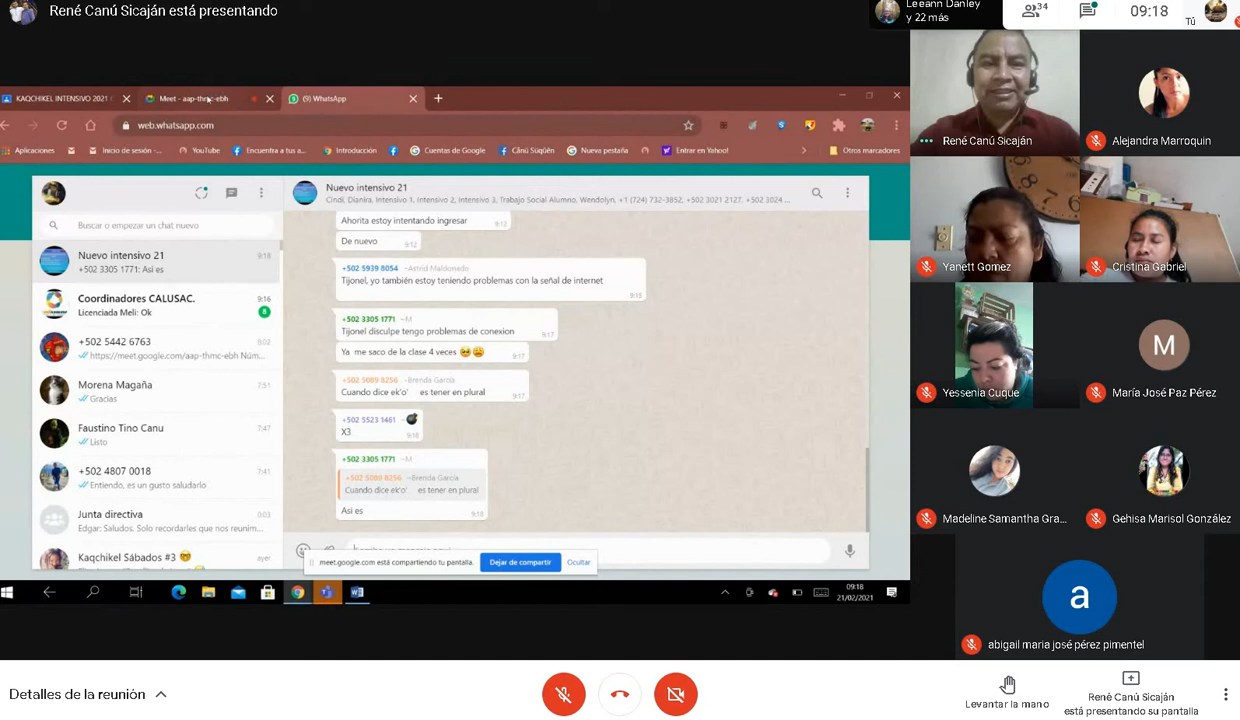 René Canú Sicaján está presentando
Leeann Danley
y 22 más
34
09:18
Tú
KAQCHIKEL INTENSIVO 2021
Meet - aap-thmc-ebh
(9) WhatsApp
web.whatsapp.com
Aplicaciones
Inicio de sesión -...
YouTube
Encuentra a tus a...
Introducción
Cuentas de Google
Cánú Súqüén
Nueva pestaña
Entrar en Yahoo!
Otros marcadores
Buscar o empezar un chat nuevo
Nuevo intensivo 21
9:18
+502 3305 1771: Asi es
Coordinadores CALUSAC.
9:16
Licenciada Meli: Ok
8
+502 5442 6763
9:02
https://meet.google.com/aap-thmc-ebh Núm...
Morena Magaña
7:51
Gracias
Faustino Tino Canu
7:47
Listo
+502 4807 0018
7:41
Entiendo, es un gusto saludarlo
Junta directiva
0:03
Edgar: Saludos. Solo recordarles que nos reunim...
Kaqchikel Sábados #3
ayer
Nuevo intensivo 21
Cindi, Dianira, Intensivo 1, Intensivo 2, Intensivo 3, Trabajo Social Alumno, Wendolyn, +1 (724) 732-3852, +502 3021 2127, +502 3024 ...
Ahorita estoy intentando ingresar
9:12
De nuevo
9:12
+502 5939 8054 ~Astrid Maldonado
Tijonel, yo también estoy teniendo problemas con la señal de internet
9:15
+502 3305 1771 ~M
Tijonel disculpe tengo problemas de conexion
9:17
Ya me saco de la clase 4 veces 🥺😩
9:17
+502 5089 8256 ~Brenda García
Cuando dice ek'o' es tener en plural
9:17
+502 5523 1461 ~💣
X3
9:18
+502 3305 1771 ~M
+502 5089 8256 ~Brenda García
Cuando dice ek'o' es tener en plural
Asi es
9:18
meet.google.com está compartiendo tu pantalla.
Dejar de compartir
Ocultar
09:18
21/02/2021
René Canú Sicaján
Alejandra Marroquin
Yanett Gomez
Cristina Gabriel
Yessenia Cuque
M
María José Paz Pérez
Madeline Samantha Gra...
Gehisa Marisol González
a
abigail maria josé pérez pimentel
Detalles de la reunión
Levantar la mano
René Canú Sicaján
está presentando su pantalla